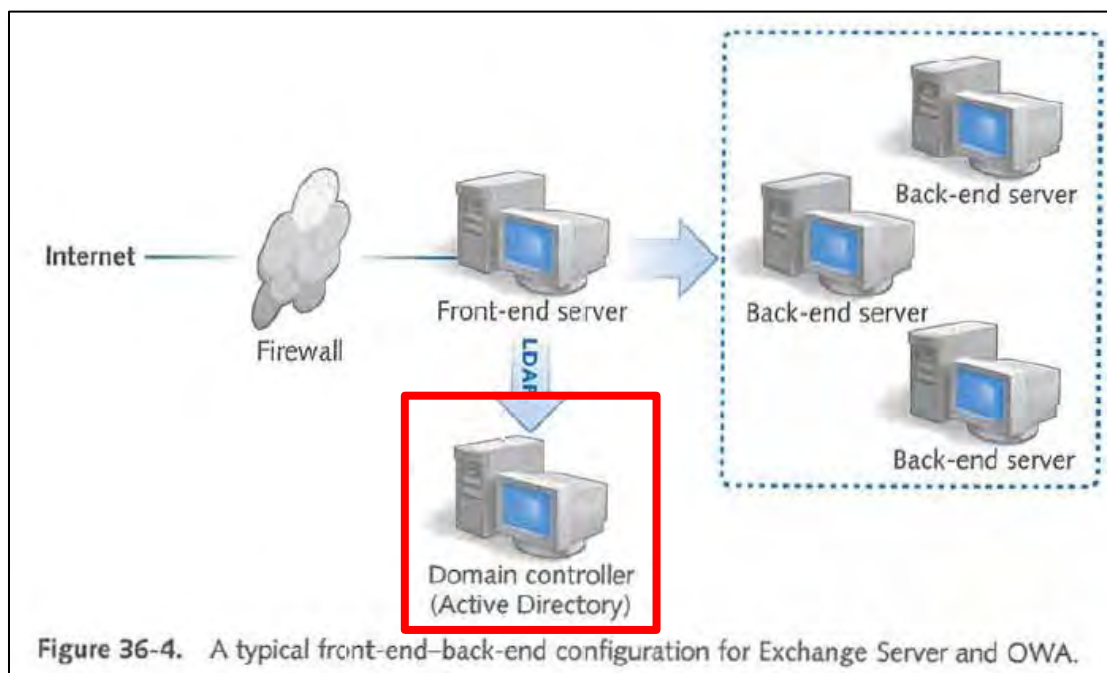 Back-end server
Internet
Front-end server
Back-end server
Firewall
LDAP
Back-end server
Domain controller
(Active Directory)
Figure 36-4. A typical front-end–back-end configuration for Exchange Server and OWA.